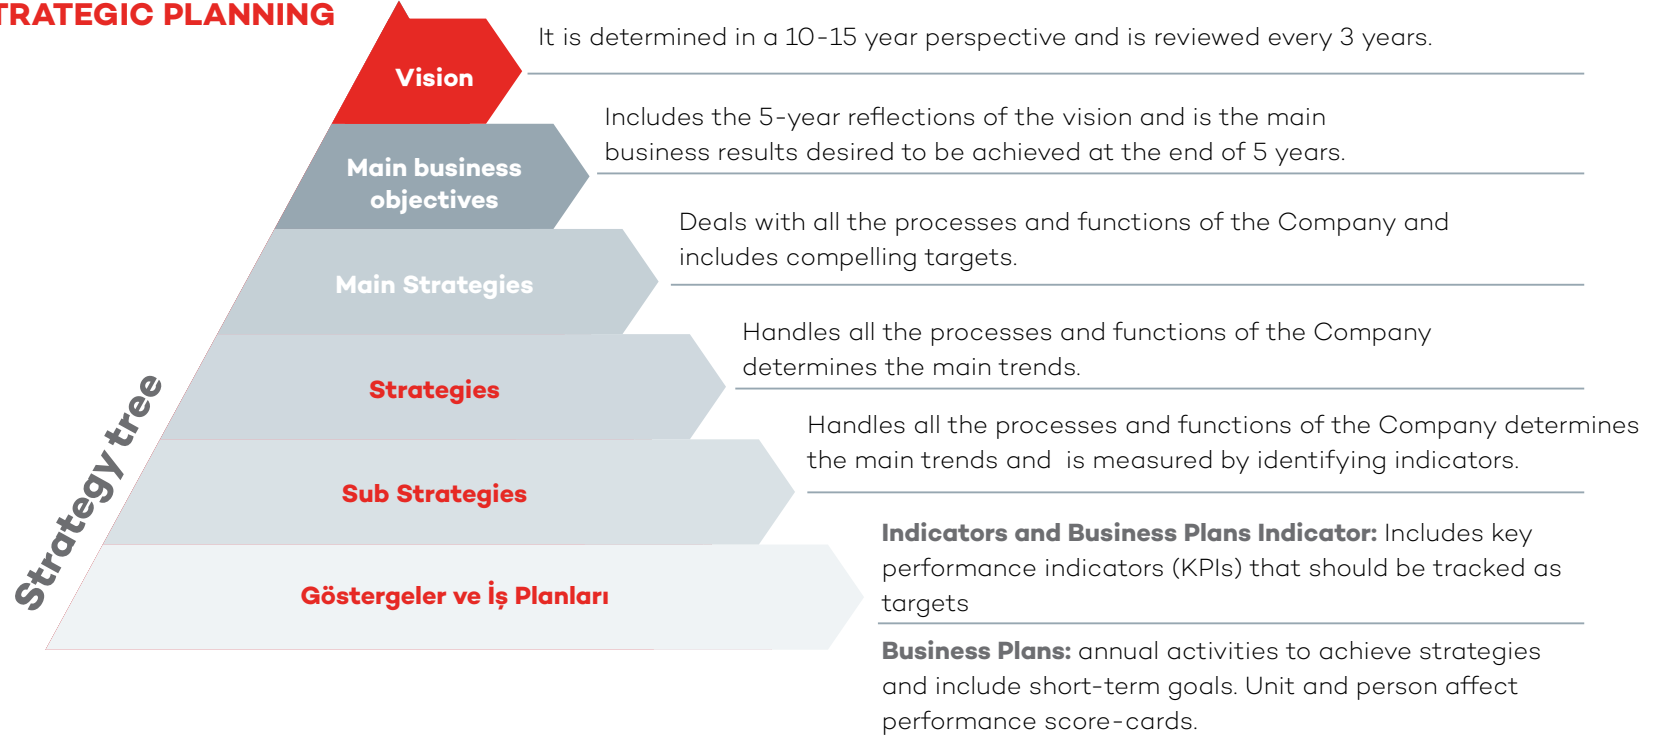 TRATEGIC PLANNING
Vision
It is determined in a 10-15 year perspective and is reviewed every 3 years.
Main business
objectives
Includes the 5-year reflections of the vision and is the main
business results desired to be achieved at the end of 5 years.
Main Strategies
Deals with all the processes and functions of the Company and
includes compelling targets.
Strategies
Handles all the processes and functions of the Company
determines the main trends.
Sub Strategies
Handles all the processes and functions of the Company determines
the main trends and  is measured by identifying indicators.
Göstergeler ve İş Planları
Indicators and Business Plans Indicator: Includes key
performance indicators (KPIs) that should be tracked as
targets
Business Plans: annual activities to achieve strategies
and include short-term goals. Unit and person affect
performance score-cards.
Strategy tree